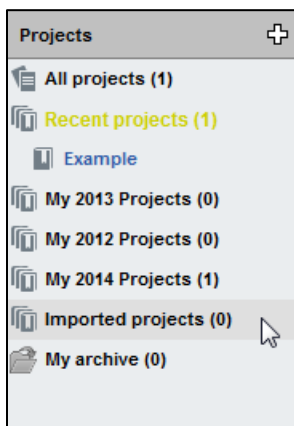 Projects
All projects (1)
Recent projects (1)
Example
My 2013 Projects (0)
My 2012 Projects (0)
My 2014 Projects (1)
Imported projects (0)
My archive (0)